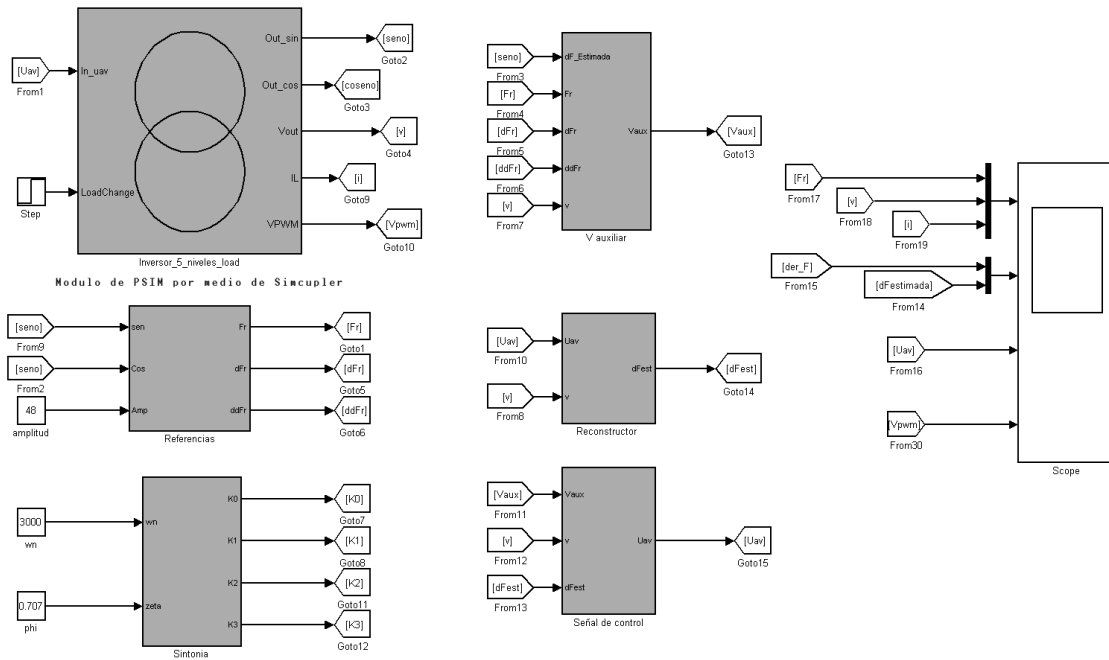 [Uav]
From1
In_uav
LoadChange
Step
Out_sin
Out_cos
Vout
IL
VPWM
[seno]
Goto2
[coseno]
Goto3
[v]
Goto4
[i]
Goto9
[Vpwm]
Goto10
Inversor_5_niveles_load
Modulo de PSIM por medio de Simcupler
[seno]
From9
[seno]
From2
48
amplitud
sen
Cos
Amp
Fr
dFr
ddFr
Referencias
[Fr]
Goto1
[dFr]
Goto5
[ddFr]
Goto6
3000
wn
0.707
phi
wn
zeta
K0
K1
K2
K3
Sintonia
[K0]
Goto7
[K1]
Goto8
[K2]
Goto11
[K3]
Goto12
[seno]
From3
[Fr]
From4
[dFr]
From5
[ddFr]
From6
[v]
From7
dF_Estimada
Fr
dFr
ddFr
v
Vaux
V auxiliar
[Vaux]
Goto13
[Uav]
From10
[v]
From8
Uav
v
dFest
Reconstructor
[dFest]
Goto14
[Vaux]
From11
[v]
From12
[dFest]
From13
Vaux
v
dFest
Uav
Señal de control
[Uav]
Goto15
[Fr]
From17
[v]
From18
[i]
From19
[der_F]
From15
[dFestimada]
From14
[Uav]
From16
[Vpwm]
From30
Scope